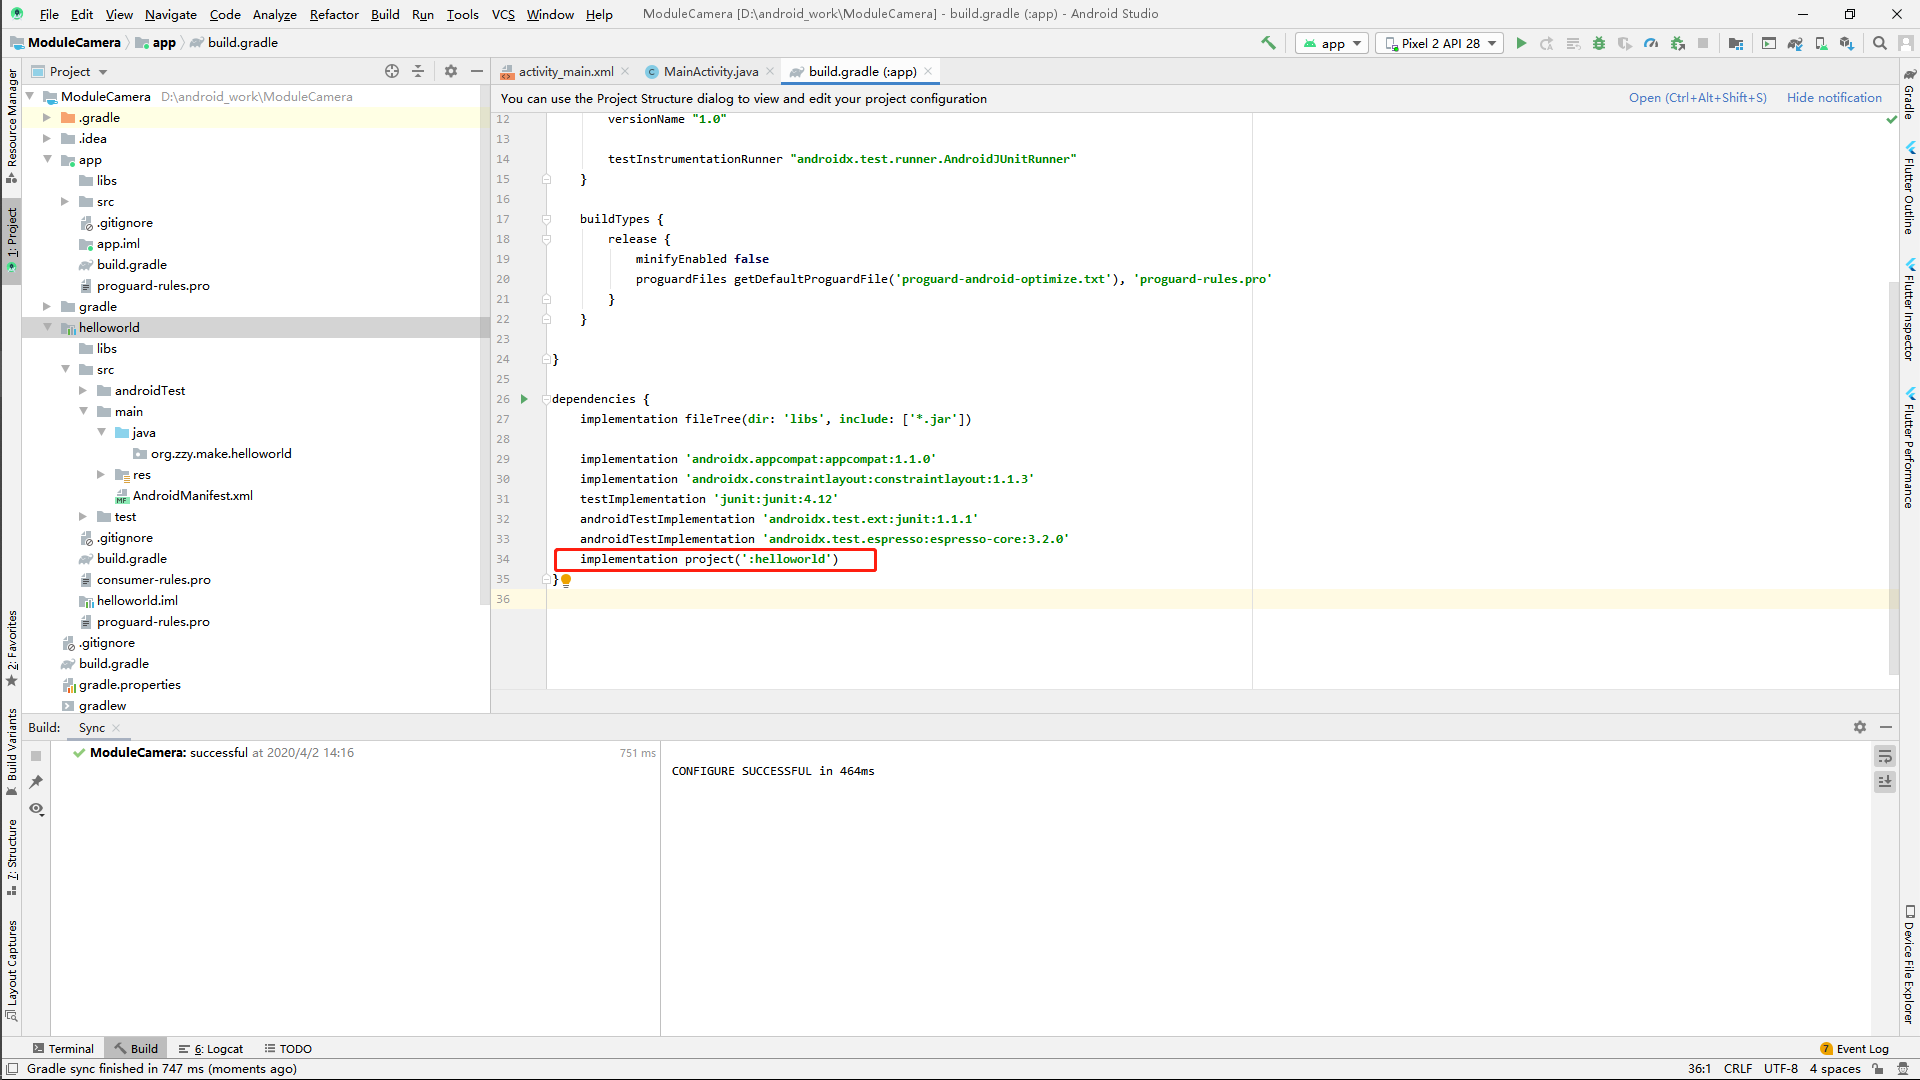 File Edit View Navigate Code Analyze Refactor Build Run Tools VCS Window Help ModuleCamera [D:\android_work\ModuleCamera] - build.gradle (:app) - Android Studio
ModuleCamera app build.gradle app Pixel 2 API 28
Project activity_main.xml MainActivity.java build.gradle (:app)
You can use the Project Structure dialog to view and edit your project configuration Open (Ctrl+Alt+Shift+S) Hide notification
Resource Manager
1: Project
2: Favorites
Build Variants
7: Structure
Layout Captures
ModuleCamera D:\android_work\ModuleCamera
.gradle
.idea
app
libs
src
.gitignore
app.iml
build.gradle
proguard-rules.pro
gradle
helloworld
libs
src
androidTest
main
java
org.zzy.make.helloworld
res
AndroidManifest.xml
test
.gitignore
build.gradle
consumer-rules.pro
helloworld.iml
proguard-rules.pro
.gitignore
build.gradle
gradle.properties
gradlew
12 versionName "1.0"
13
14 testInstrumentationRunner "androidx.test.runner.AndroidJUnitRunner"
15 }
16
17 buildTypes {
18 release {
19 minifyEnabled false
20 proguardFiles getDefaultProguardFile('proguard-android-optimize.txt'), 'proguard-rules.pro'
21 }
22 }
23
24 }
25
26 dependencies {
27 implementation fileTree(dir: 'libs', include: ['*.jar'])
28
29 implementation 'androidx.appcompat:appcompat:1.1.0'
30 implementation 'androidx.constraintlayout:constraintlayout:1.1.3'
31 testImplementation 'junit:junit:4.12'
32 androidTestImplementation 'androidx.test.ext:junit:1.1.1'
33 androidTestImplementation 'androidx.test.espresso:espresso-core:3.2.0'
34 implementation project(':helloworld')
35 }
36
Gradle
Flutter Outline
Flutter Inspector
Flutter Performance
Device File Explorer
Build: Sync
ModuleCamera: successful at 2020/4/2 14:16 751 ms
CONFIGURE SUCCESSFUL in 464ms
Terminal Build 6: Logcat TODO 7 Event Log
Gradle sync finished in 747 ms (moments ago) 36:1 CRLF UTF-8 4 spaces